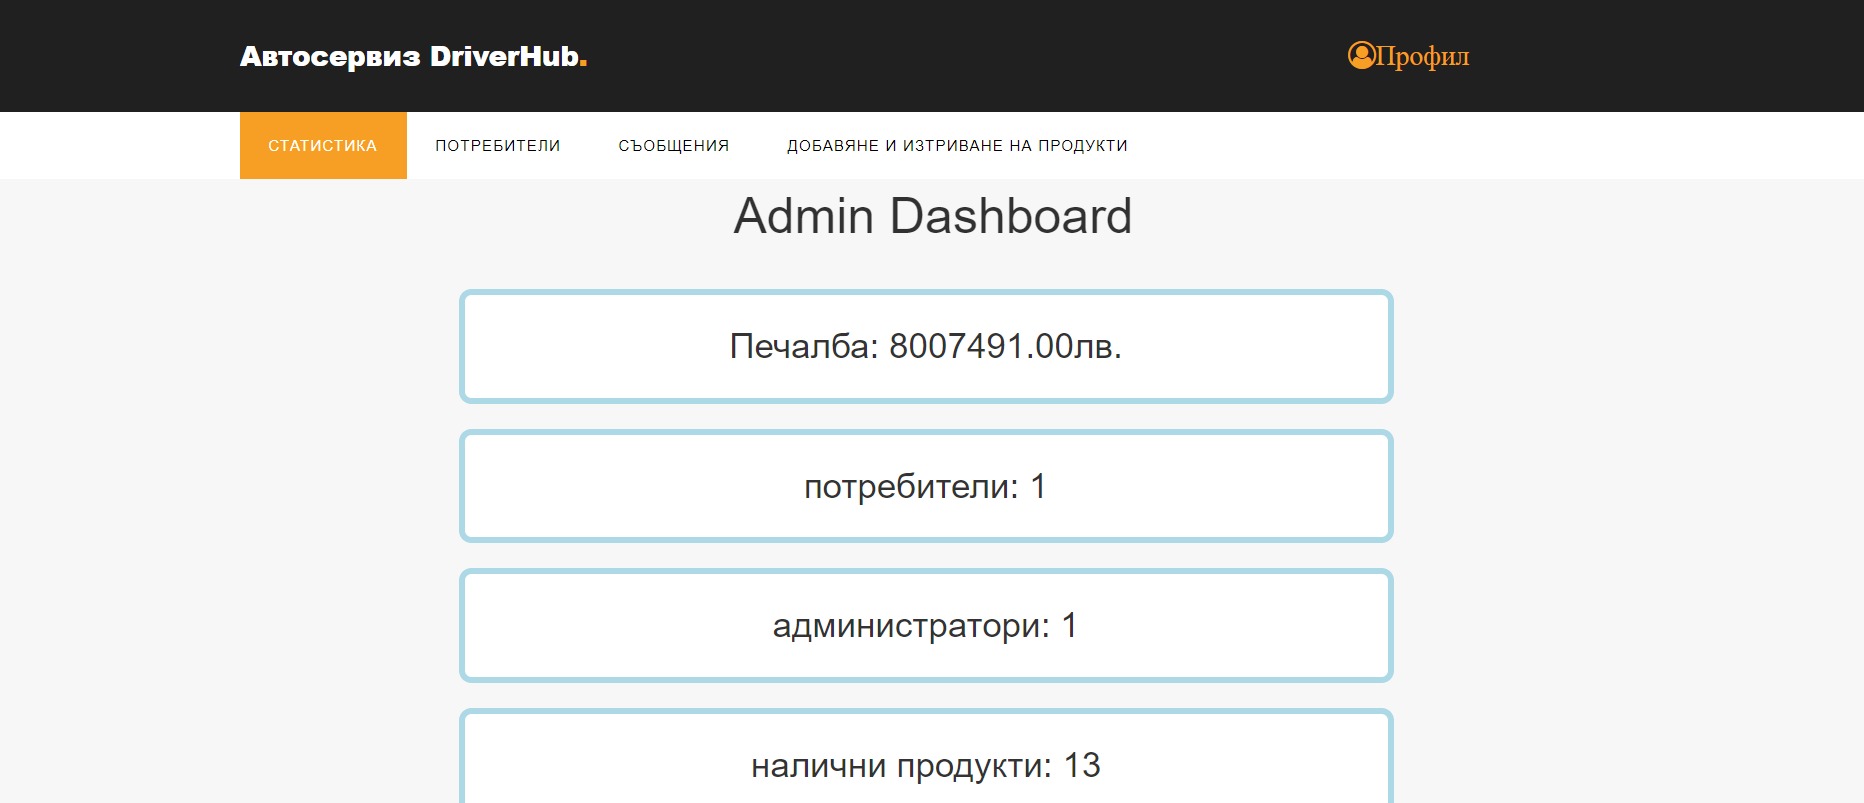 Автосервиз DriverHub.
Профил
СТАТИСТИКА ПОТРЕБИТЕЛИ СЪОБЩЕНИЯ ДОБАВЯНЕ И ИЗТРИВАНЕ НА ПРОДУКТИ
Admin Dashboard
Печалба: 8007491.00лв.
потребители: 1
администратори: 1
налични продукти: 13